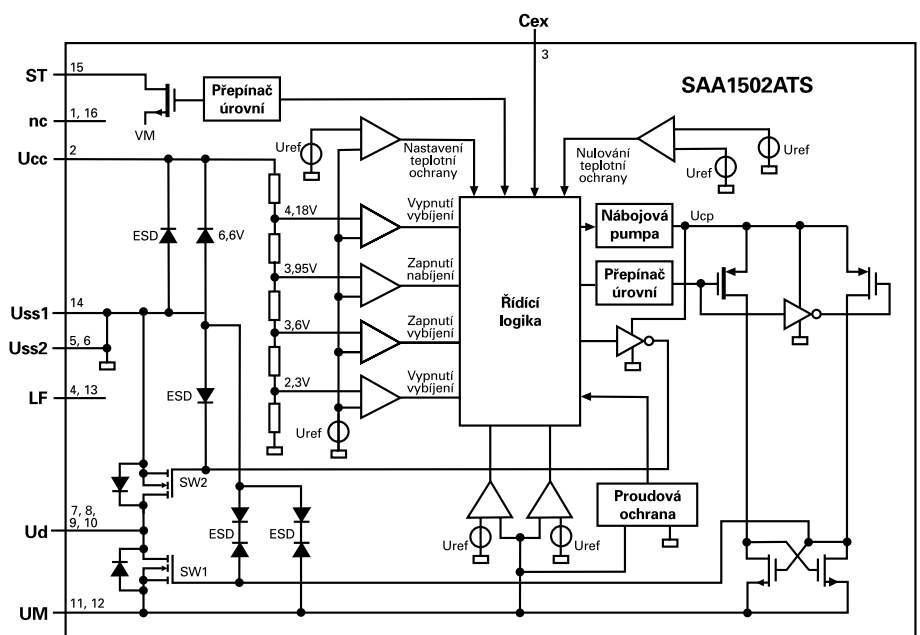 Cex
3
SAA1502ATS
ST
15
Přepínač
úrovní
nc
1, 16
VM
Ucc
2
Uref
Nastavení
teplotní
ochrany
Nulování
teplotní
ochrany
Uref
Uref
ESD
6,6V
4,18V
Vypnutí
vybíjení
Nábojová
pumpa
Ucp
3,95V
Zapnutí
nabíjení
Přepínač
úrovní
Řídící
logika
Uss1
14
3,6V
Zapnutí
vybíjení
Uss2
5, 6
LF
4, 13
ESD
2,3V
Vypnutí
vybíjení
Uref
SW2
7, 8,
9, 10
Ud
ESD
ESD
Uref
Uref
Proudová
ochrana
SW1
UM
11, 12